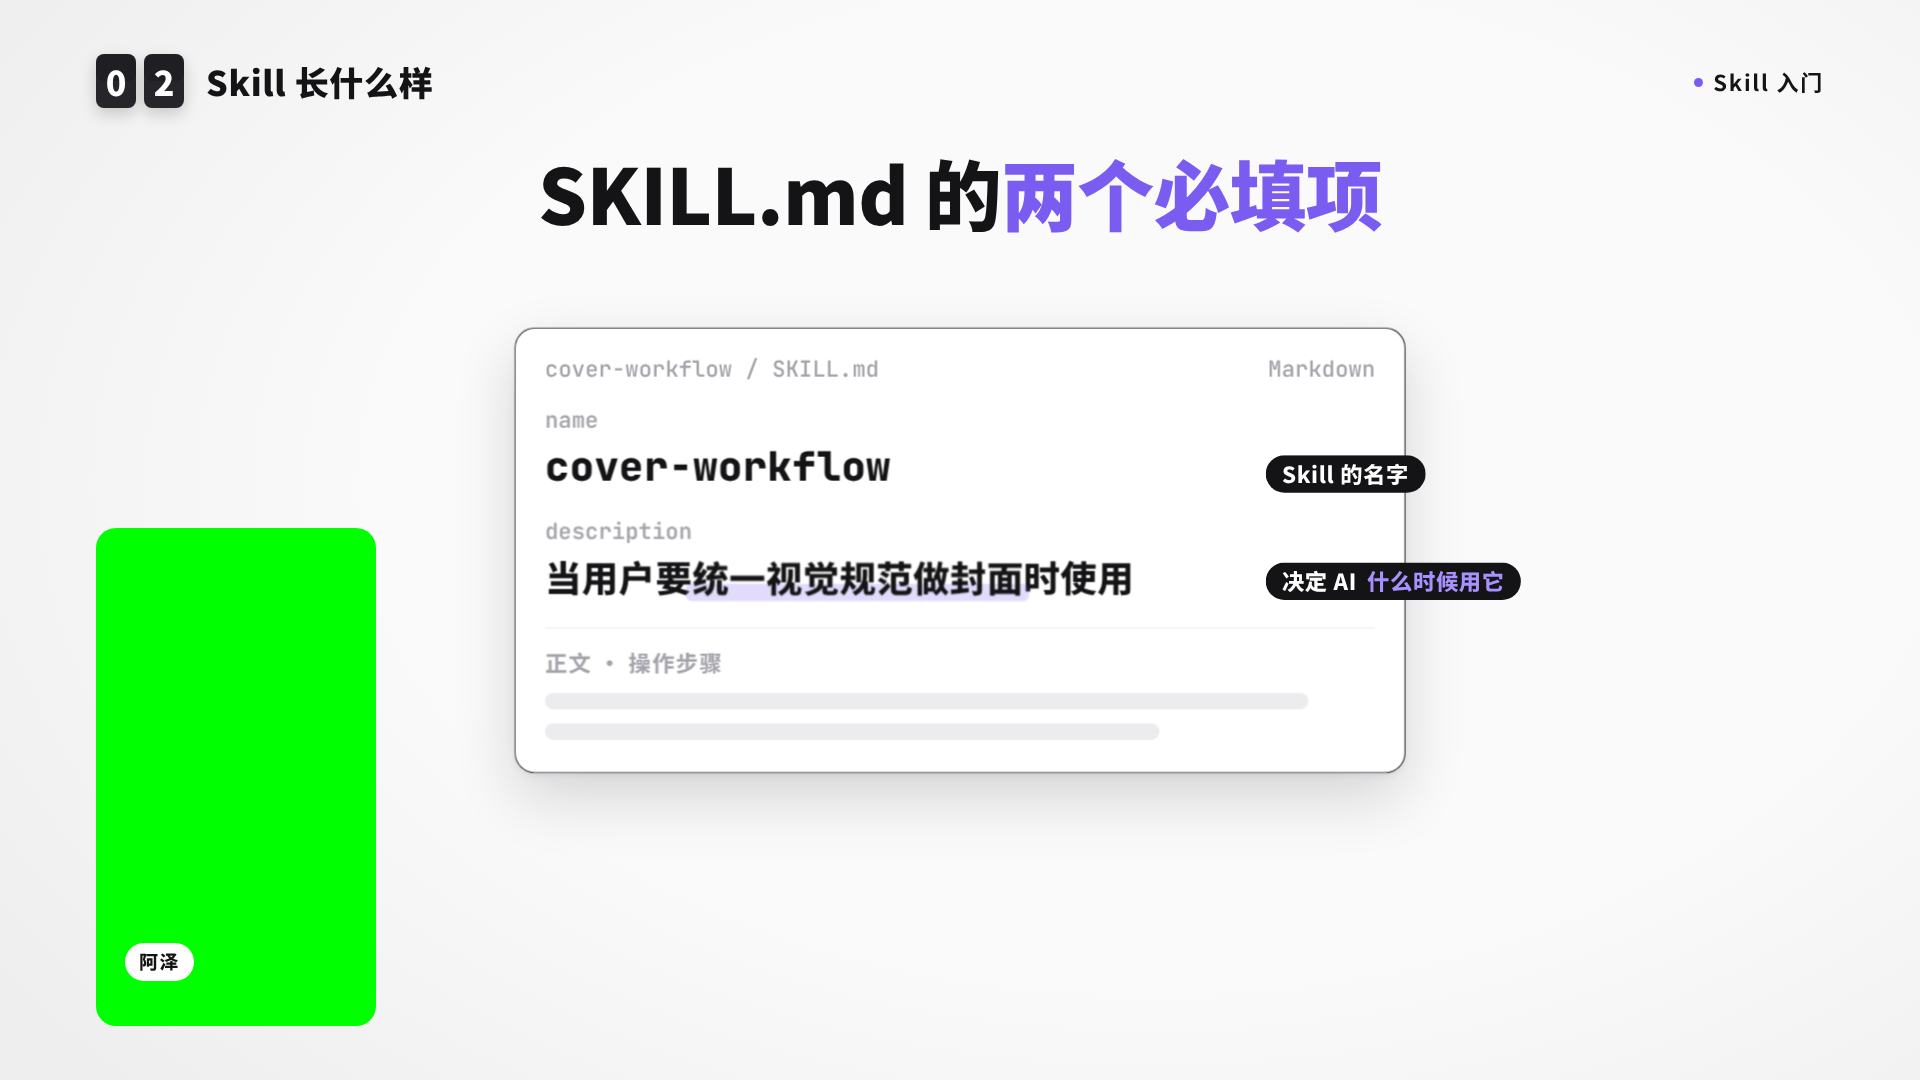 02 Skill 长什么样
Skill 入门
SKILL.md 的两个必填项
cover-workflow / SKILL.md
Markdown
name
cover-workflow
Skill 的名字
description
当用户要统一视觉规范做封面时使用
决定 AI 什么时候用它
正文 · 操作步骤
阿泽